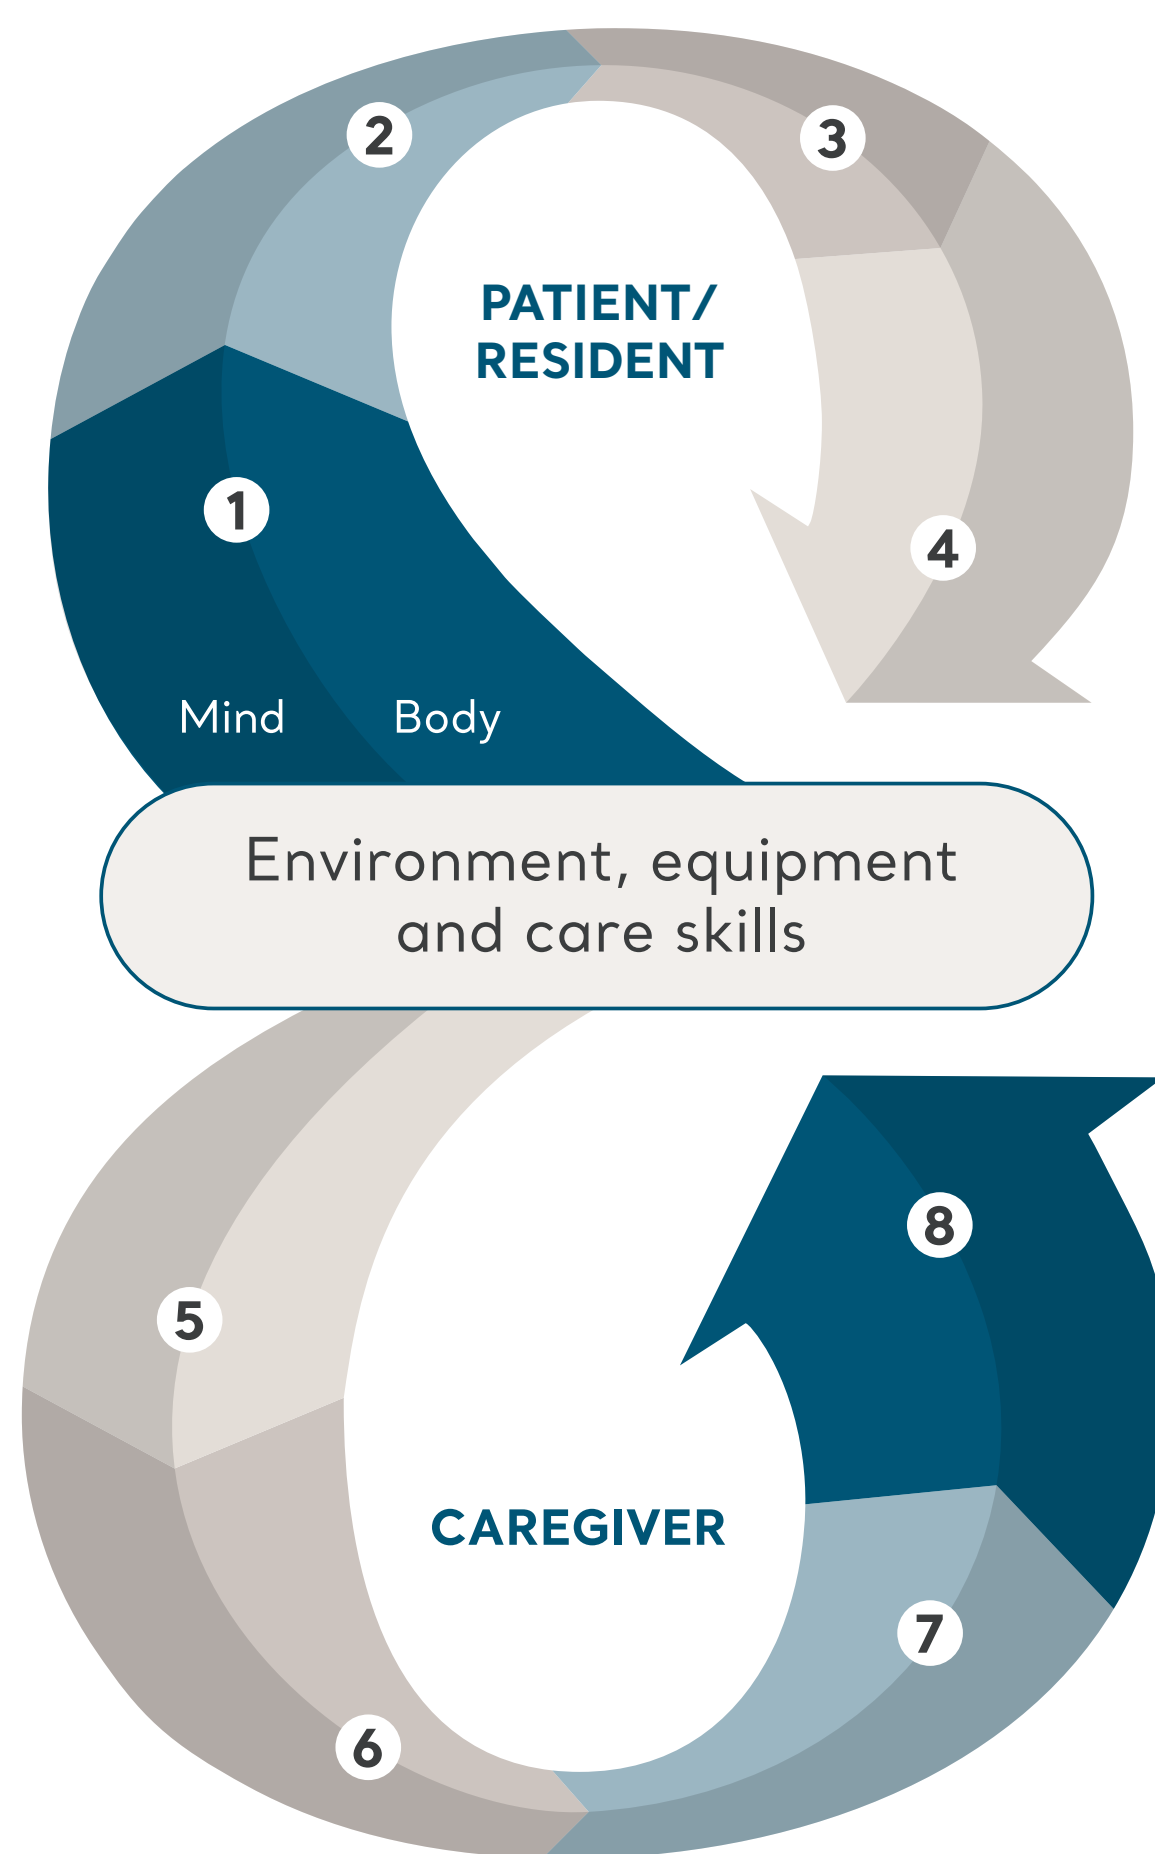 2
3
PATIENT/
RESIDENT
1
4
Mind Body
Environment, equipment
and care skills
8
5
CAREGIVER
7
6